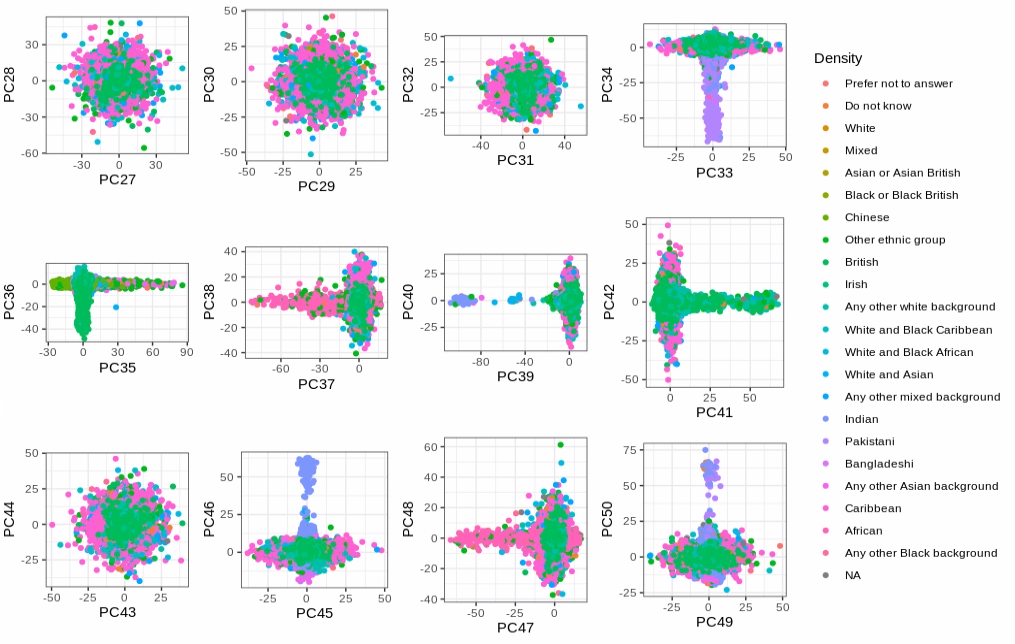 PC28
30
0
-30
-60
-30
0
30
PC27
PC30
50
25
0
-25
-50
-50
-25
0
25
PC29
PC32
50
25
0
-25
-40
0
40
PC31
PC34
0
-25
-50
-25
0
25
50
PC33
PC36
0
-20
-40
-30
0
30
60
90
PC35
PC38
40
20
0
-20
-40
-60
-30
0
PC37
PC40
25
0
-25
-80
-40
0
PC39
PC42
50
25
0
-25
-50
0
25
50
PC41
PC44
50
25
0
-25
-50
-25
0
25
PC43
PC46
50
25
0
-25
0
25
50
PC45
PC48
60
40
20
0
-20
-40
-50
-25
0
PC47
PC50
75
50
25
0
-25
-25
0
25
50
PC49
Density
Prefer not to answer
Do not know
White
Mixed
Asian or Asian British
Black or Black British
Chinese
Other ethnic group
British
Irish
Any other white background
White and Black Caribbean
White and Black African
White and Asian
Any other mixed background
Indian
Pakistani
Bangladeshi
Any other Asian background
Caribbean
African
Any other Black background
NA